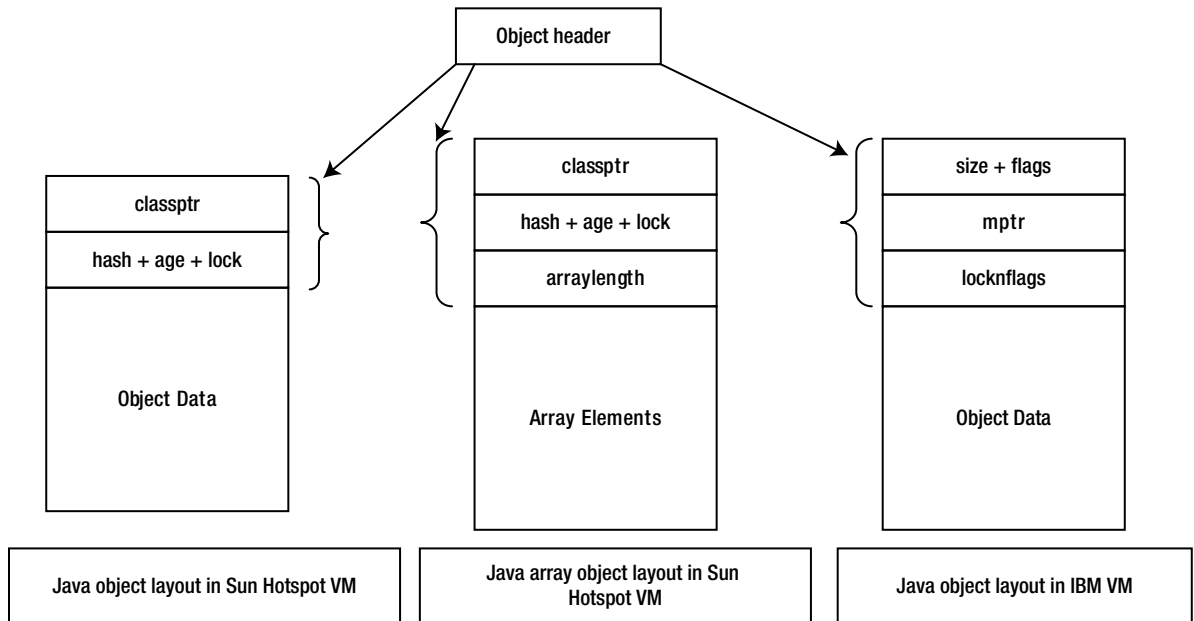 Object header
classptr
hash + age + lock
Object Data
Java object layout in Sun Hotspot VM
classptr
hash + age + lock
arraylength
Array Elements
Java array object layout in Sun
Hotspot VM
size + flags
mptr
locknflags
Object Data
Java object layout in IBM VM